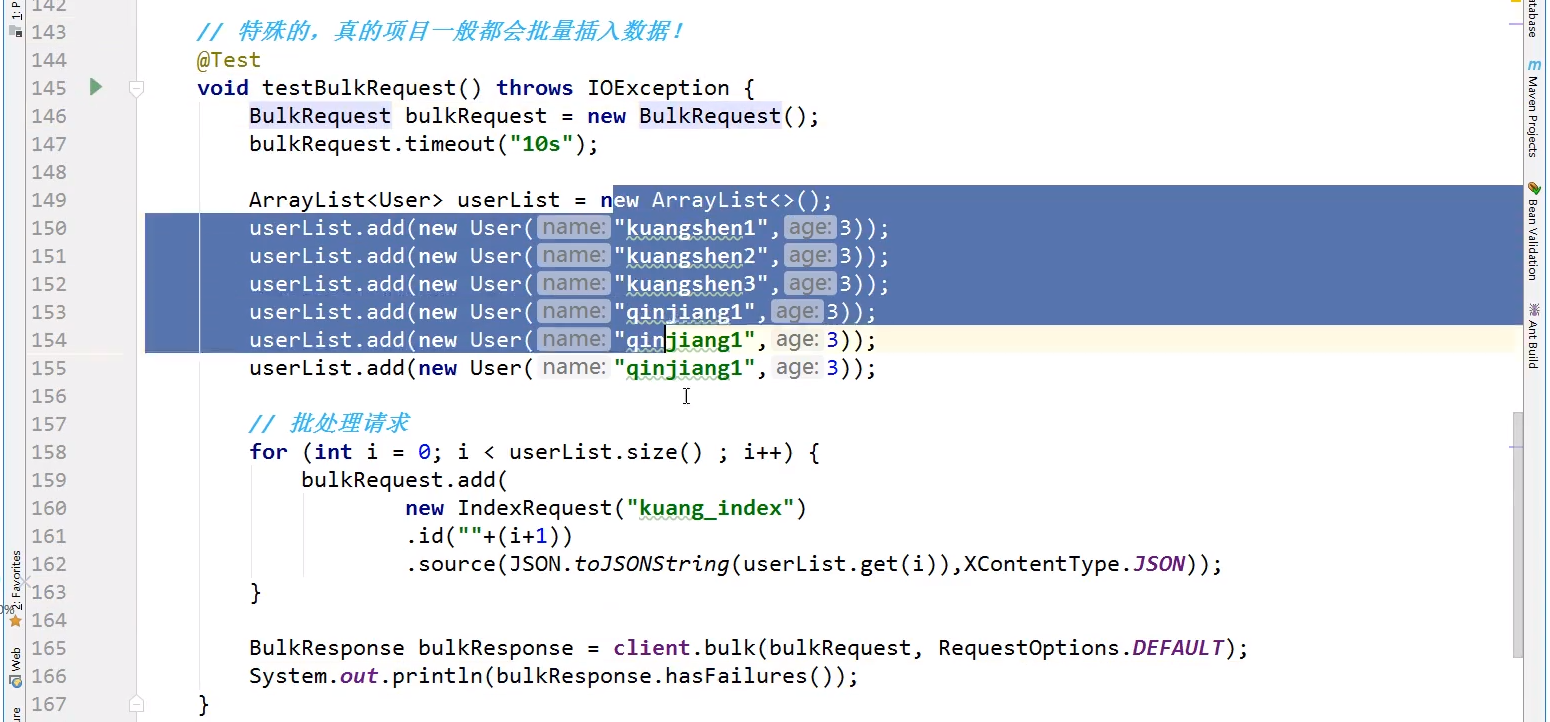 142
143 // 特殊的，真的项目一般都会批量插入数据！
144 @Test
145 void testBulkRequest() throws IOException {
146 BulkRequest bulkRequest = new BulkRequest();
147 bulkRequest.timeout("10s");
148
149 ArrayList<User> userList = new ArrayList<>();
150 userList.add(new User( name: "kuangshen1", age: 3));
151 userList.add(new User( name: "kuangshen2", age: 3));
152 userList.add(new User( name: "kuangshen3", age: 3));
153 userList.add(new User( name: "qinjiang1", age: 3));
154 userList.add(new User( name: "qinjiang1", age: 3));
155 userList.add(new User( name: "qinjiang1", age: 3));
156
157 // 批处理请求
158 for (int i = 0; i < userList.size() ; i++) {
159 bulkRequest.add(
160 new IndexRequest("kuang_index")
161 .id(""+(i+1))
162 .source(JSON.toJSONString(userList.get(i)),XContentType.JSON));
163 }
164
165 BulkResponse bulkResponse = client.bulk(bulkRequest, RequestOptions.DEFAULT);
166 System.out.println(bulkResponse.hasFailures());
167 }
1: P
2: Favorites
0%
Web
ure
atabase
m Maven Projects
Bean Validation
Ant Build